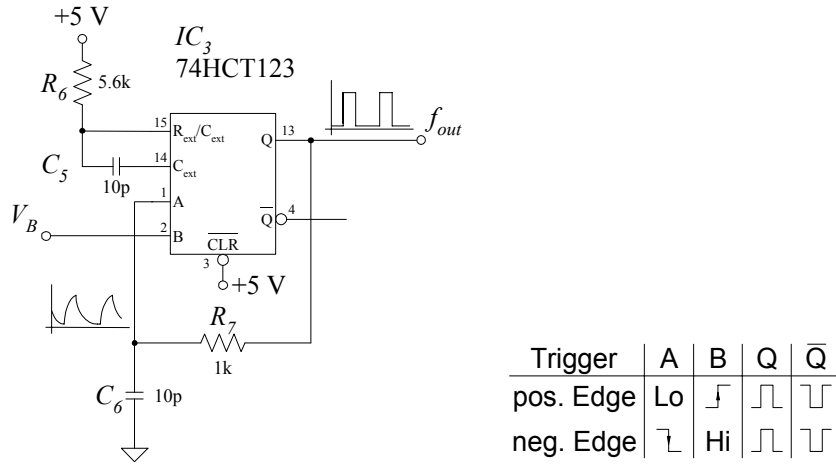 +5 V
IC3
74HCT123
R6
5.6k
15
Rext/Cext
Q
13
fout
C5
10p
14
Cext
1
A
VB
2
B
Q̅
4
C̅L̅R̅
3
+5 V
R7
1k
C6
10p
Trigger A B Q Q̅
pos. Edge Lo
neg. Edge Hi